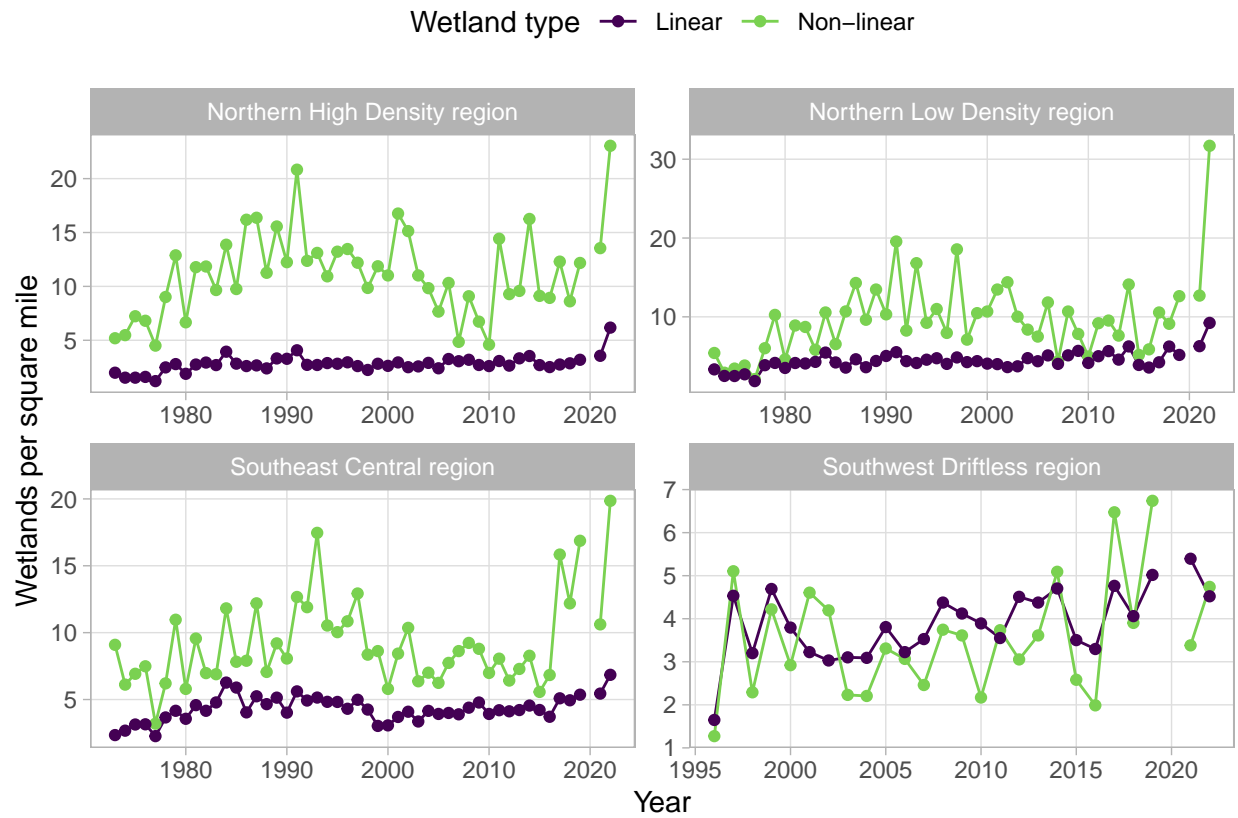 Wetland type Linear Non−linear
Northern High Density region Northern Low Density region
20
15
10
5
30
20
10
1980 1990 2000 2010 2020 1980 1990 2000 2010 2020
Wetlands per square mile
Southeast Central region Southwest Driftless region
20
15
10
5
7
6
5
4
3
2
1
1980 1990 2000 2010 2020 1995 2000 2005 2010 2015 2020
Year